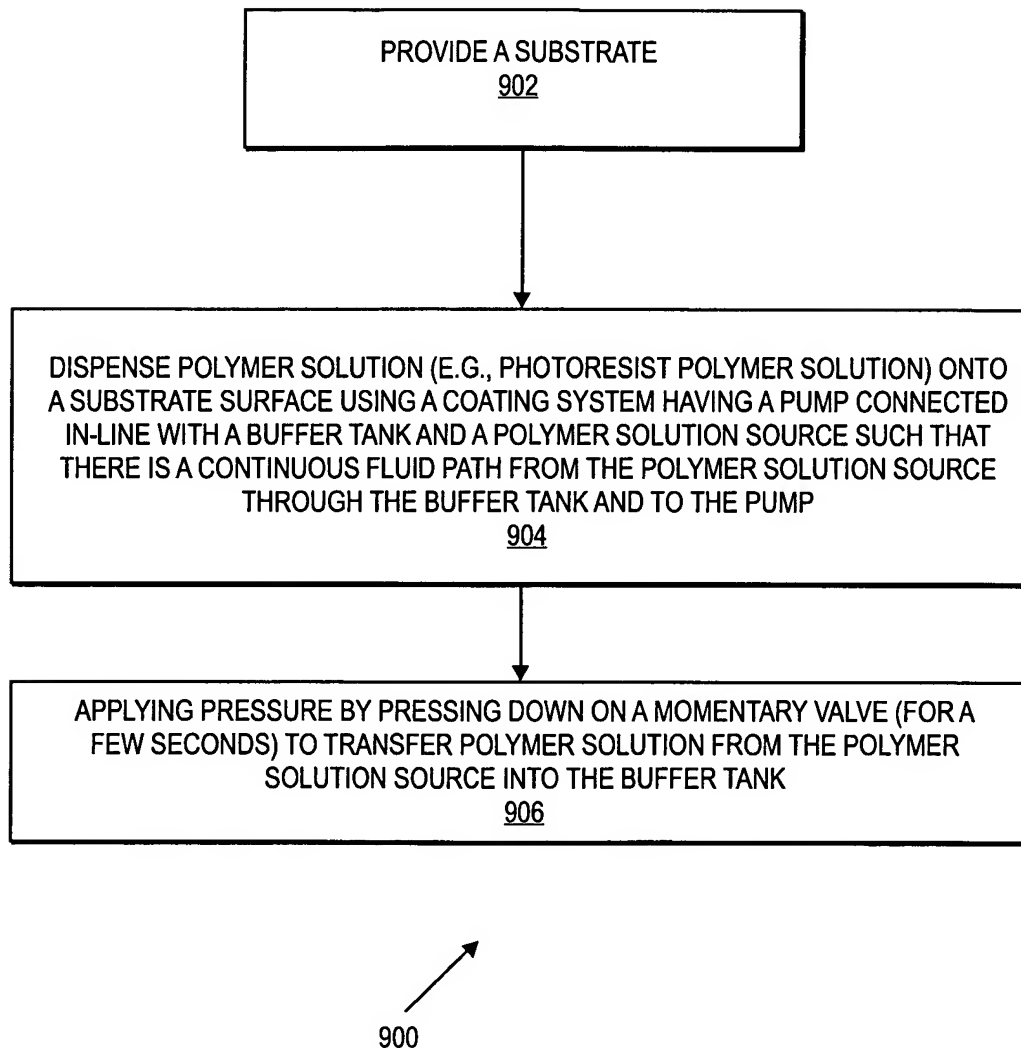 PROVIDE A SUBSTRATE
902
DISPENSE POLYMER SOLUTION (E.G., PHOTORESIST POLYMER SOLUTION) ONTO
A SUBSTRATE SURFACE USING A COATING SYSTEM HAVING A PUMP CONNECTED
IN-LINE WITH A BUFFER TANK AND A POLYMER SOLUTION SOURCE SUCH THAT
THERE IS A CONTINUOUS FLUID PATH FROM THE POLYMER SOLUTION SOURCE
THROUGH THE BUFFER TANK AND TO THE PUMP
904
APPLYING PRESSURE BY PRESSING DOWN ON A MOMENTARY VALVE (FOR A
FEW SECONDS) TO TRANSFER POLYMER SOLUTION FROM THE POLYMER
SOLUTION SOURCE INTO THE BUFFER TANK
906
900